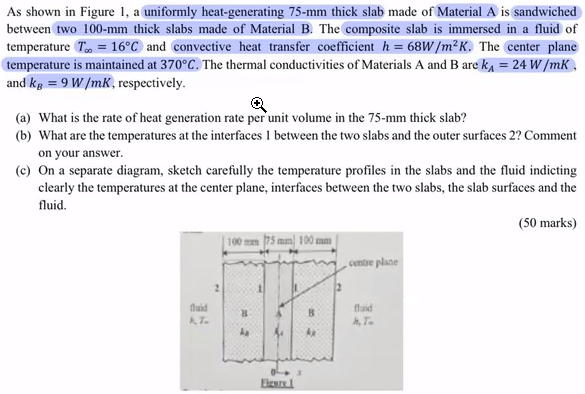 As shown in Figure 1, a uniformly heat-generating 75-mm thick slab made of Material A is sandwiched
between two 100-mm thick slabs made of Material B. The composite slab is immersed in a fluid of
temperature T∞ = 16°C and convective heat transfer coefficient h = 68W/m²K. The center plane
temperature is maintained at 370°C. The thermal conductivities of Materials A and B are k_A = 24 W/mK,
and k_B = 9 W/mK, respectively.
(a) What is the rate of heat generation rate per unit volume in the 75-mm thick slab?
(b) What are the temperatures at the interfaces 1 between the two slabs and the outer surfaces 2? Comment
on your answer.
(c) On a separate diagram, sketch carefully the temperature profiles in the slabs and the fluid indicting
clearly the temperatures at the center plane, interfaces between the two slabs, the slab surfaces and the
fluid.
(50 marks)
100 mm 75 mm 100 mm
centre plane
2 1 1 2
fluid B A B fluid
h, T∞ k_B k_A k_B h, T∞
0 x
Figure 1